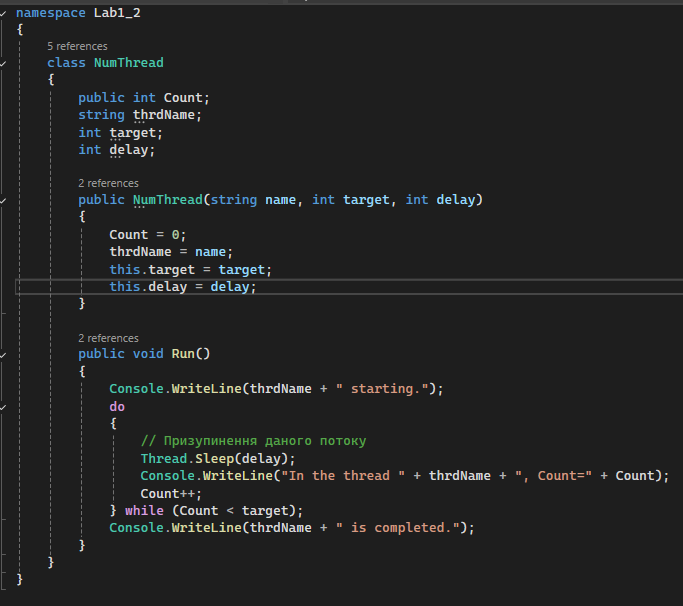 namespace Lab1_2
{
5 references
class NumThread
{
public int Count;
string thrdName;
int target;
int delay;
2 references
public NumThread(string name, int target, int delay)
{
Count = 0;
thrdName = name;
this.target = target;
this.delay = delay;
}
2 references
public void Run()
{
Console.WriteLine(thrdName + " starting.");
do
{
// Призупинення даного потоку
Thread.Sleep(delay);
Console.WriteLine("In the thread " + thrdName + ", Count=" + Count);
Count++;
} while (Count < target);
Console.WriteLine(thrdName + " is completed.");
}
}
}